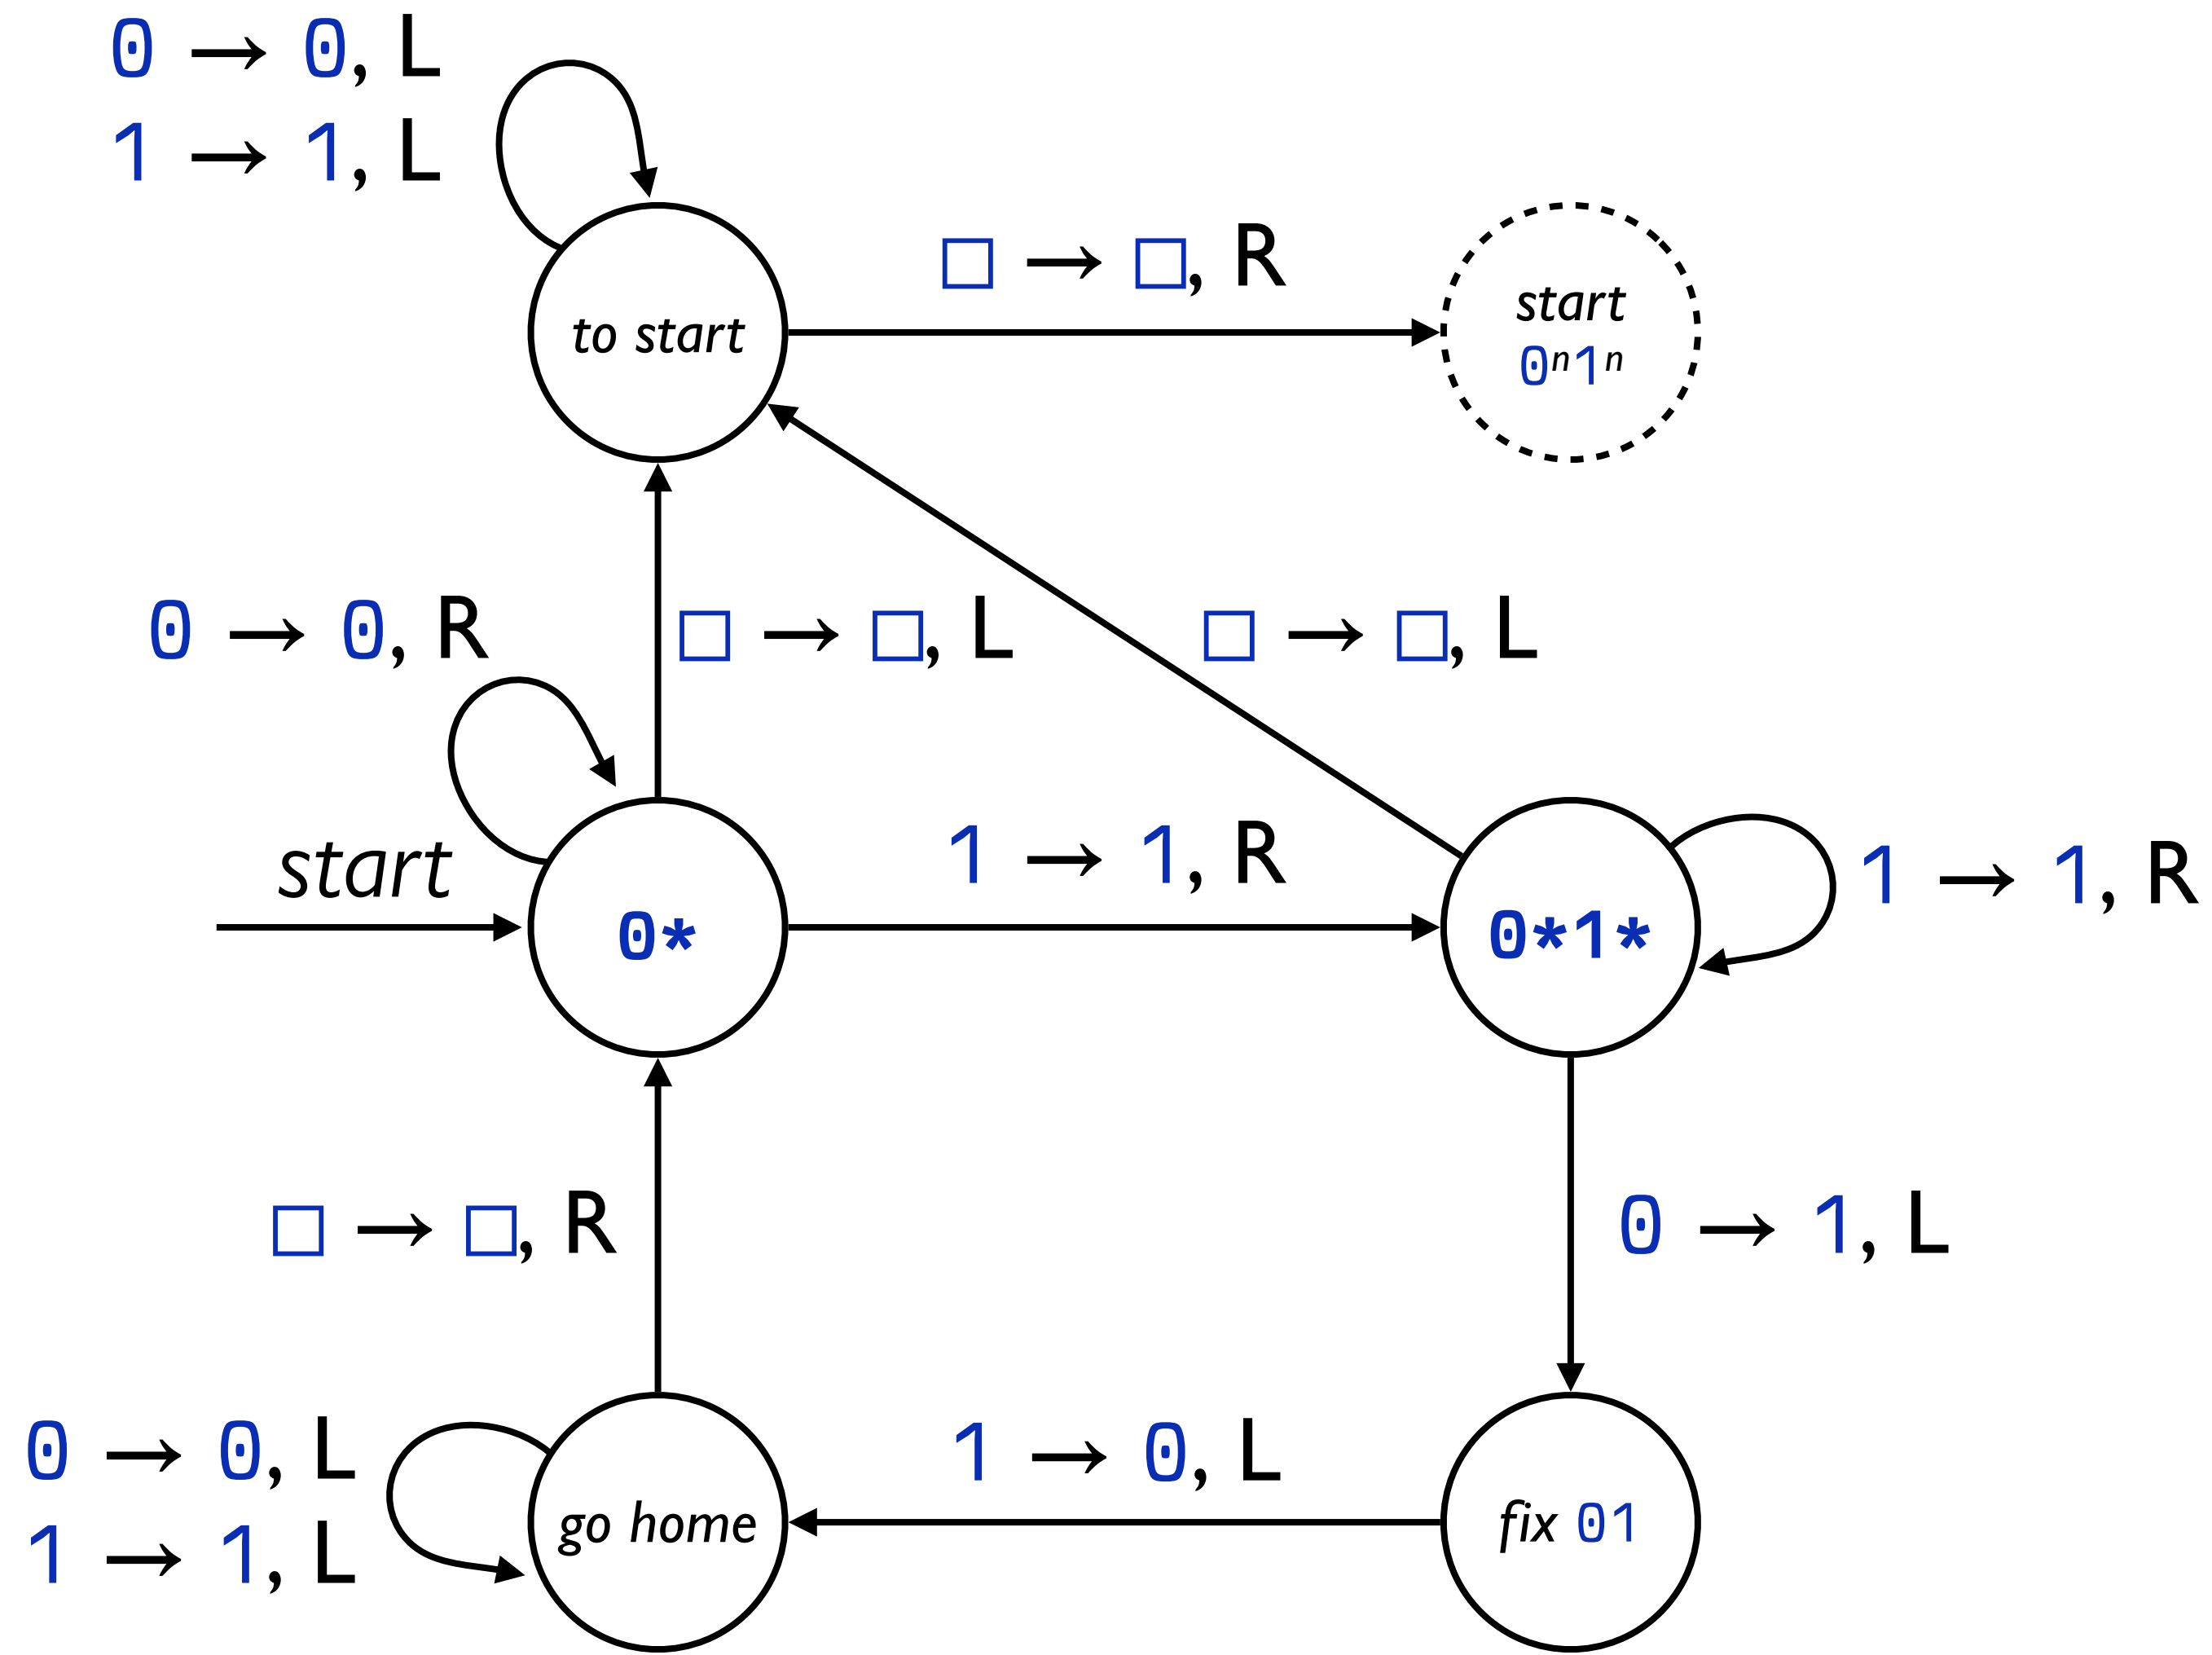 0 → 0, L
1 → 1, L
□ → □, R
start
0ⁿ1ⁿ
to start
0 → 0, R
□ → □, L
□ → □, L
start
1 → 1, R
1 → 1, R
0*
0*1*
□ → □, R
0 → 1, L
0 → 0, L
1 → 1, L
go home
1 → 0, L
fix 01